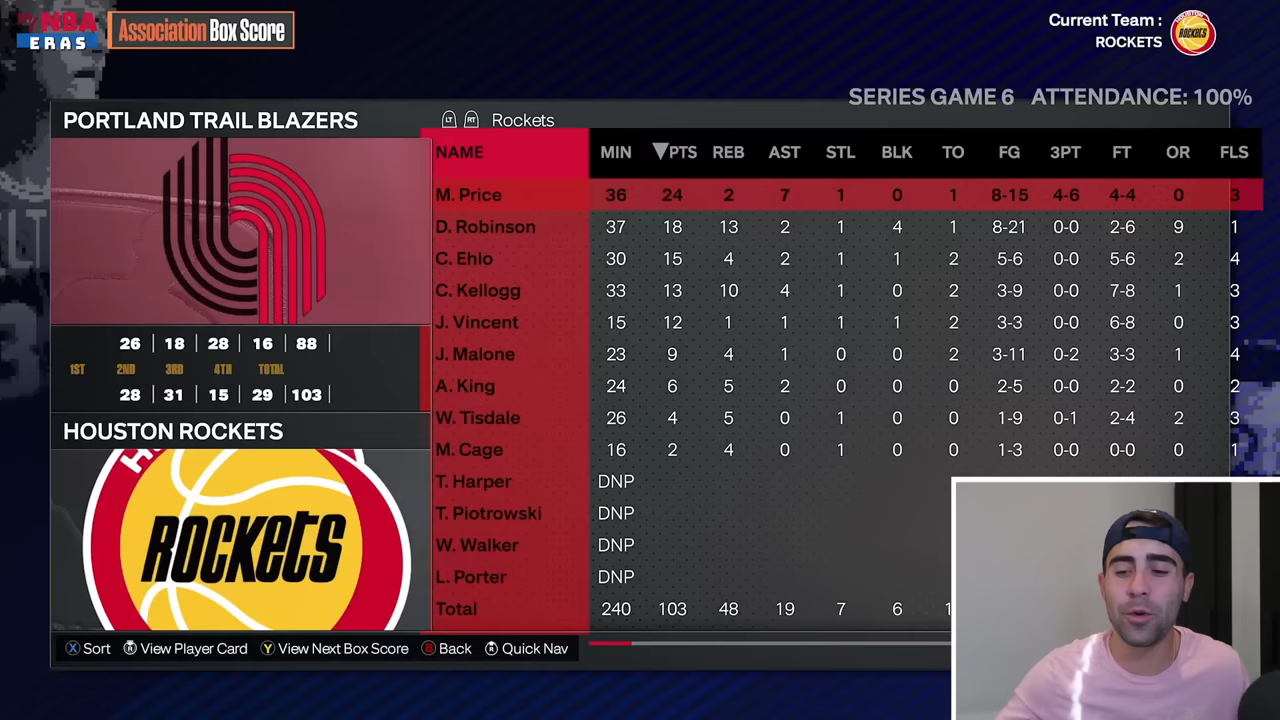 My NBA
ERAS
Association Box Score
Current Team :
ROCKETS
ROCKETS
SERIES GAME 6 ATTENDANCE: 100%
PORTLAND TRAIL BLAZERS
LT RT Rockets
NAME MIN PTS REB AST STL BLK TO FG 3PT FT OR FLS
M. Price 36 24 2 7 1 0 1 8-15 4-6 4-4 0 3
D. Robinson 37 18 13 2 1 4 1 8-21 0-0 2-6 9 1
C. Ehlo 30 15 4 2 1 1 2 5-6 0-0 5-6 2 4
C. Kellogg 33 13 10 4 1 0 2 3-9 0-0 7-8 1 3
J. Vincent 15 12 1 1 1 1 2 3-3 0-0 6-8 0 3
J. Malone 23 9 4 1 0 0 2 3-11 0-2 3-3 1 4
A. King 24 6 5 2 0 0 0 2-5 0-0 2-2 0 2
W. Tisdale 26 4 5 0 1 0 0 1-9 0-1 2-4 2 3
M. Cage 16 2 4 0 1 0 0 1-3 0-0 0-0 0 1
T. Harper DNP
T. Piotrowski DNP
W. Walker DNP
L. Porter DNP
Total 240 103 48 19 7 6
26 18 28 16 88
1ST 2ND 3RD 4TH TOTAL
28 31 15 29 103
HOUSTON ROCKETS
ROCKETS
X Sort R View Player Card Y View Next Box Score B Back R Quick Nav